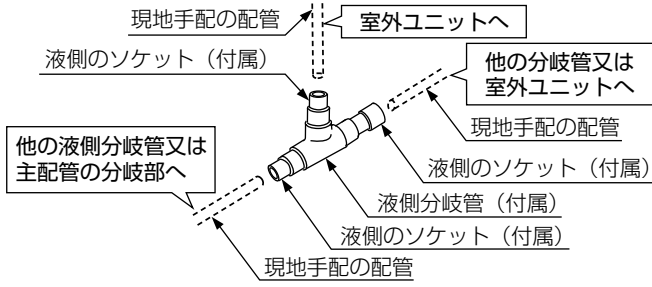 現地手配の配管
室外ユニットへ
液側のソケット（付属）
他の分岐管又は
室外ユニットへ
現地手配の配管
他の液側分岐管又は
主配管の分岐部へ
液側のソケット（付属）
液側分岐管（付属）
液側のソケット（付属）
現地手配の配管